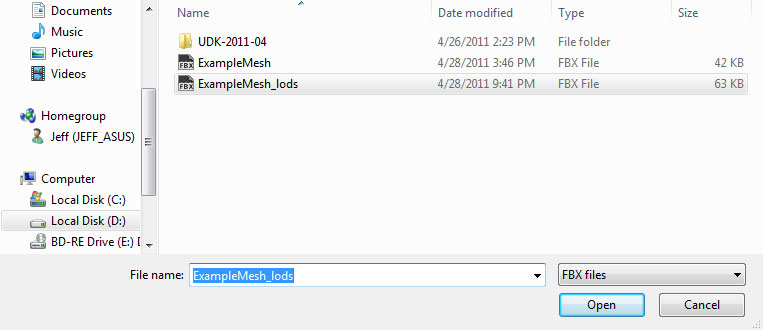 Documents
Music
Pictures
Videos
Homegroup
Jeff (JEFF_ASUS)
Computer
Local Disk (C:)
Local Disk (D:)
BD-RE Drive (E:) D
Name Date modified Type Size
UDK-2011-04 4/26/2011 2:23 PM File folder
FBX ExampleMesh 4/28/2011 3:46 PM FBX File 42 KB
FBX ExampleMesh_lods 4/28/2011 9:41 PM FBX File 63 KB
File name: ExampleMesh_lods FBX files
Open Cancel